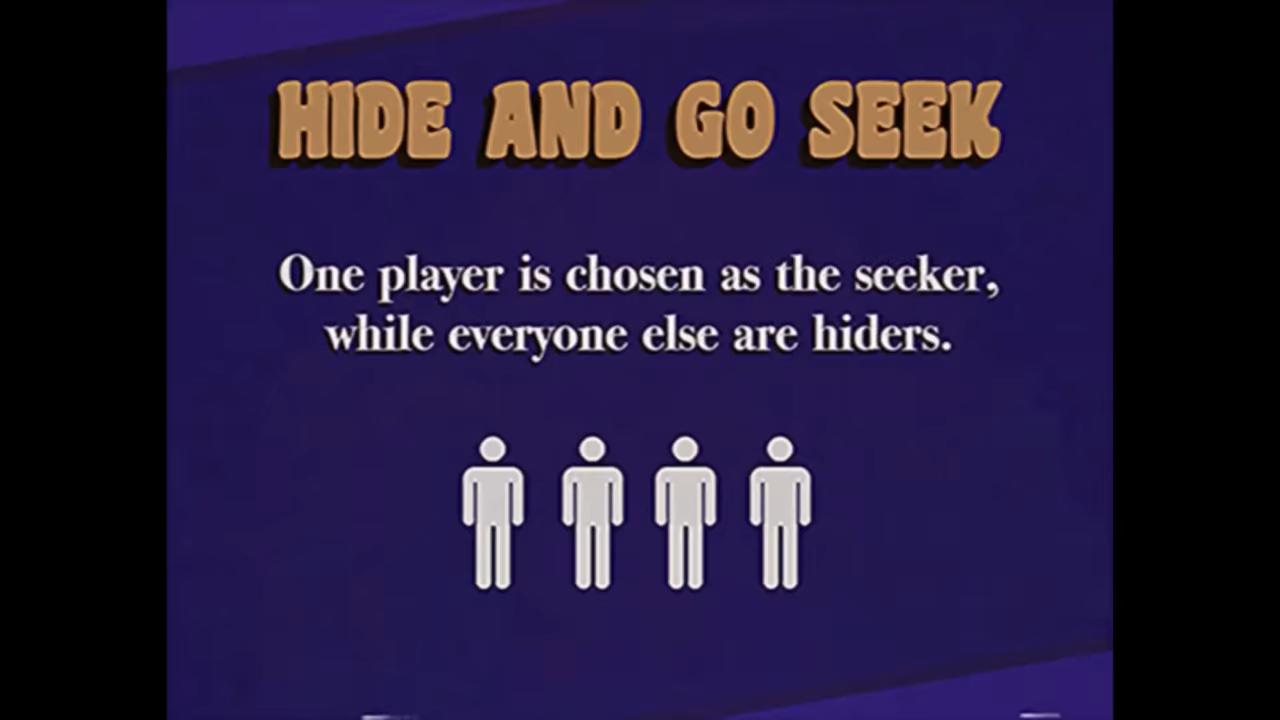 HIDE AND GO SEEK
One player is chosen as the seeker,
while everyone else are hiders.